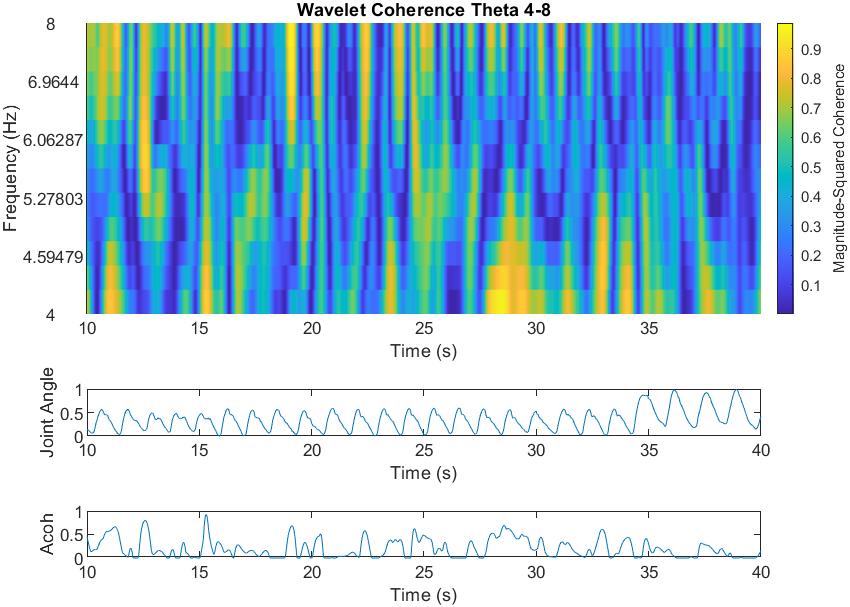 Wavelet Coherence Theta 4-8
8
6.9644
6.06287
5.27803
4.59479
4
Frequency (Hz)
10 15 20 25 30 35
Time (s)
0.9
0.8
0.7
0.6
0.5
0.4
0.3
0.2
0.1
Magnitude-Squared Coherence
Joint Angle
1
0.5
0
10 15 20 25 30 35 40
Time (s)
Acoh
1
0.5
0
10 15 20 25 30 35 40
Time (s)